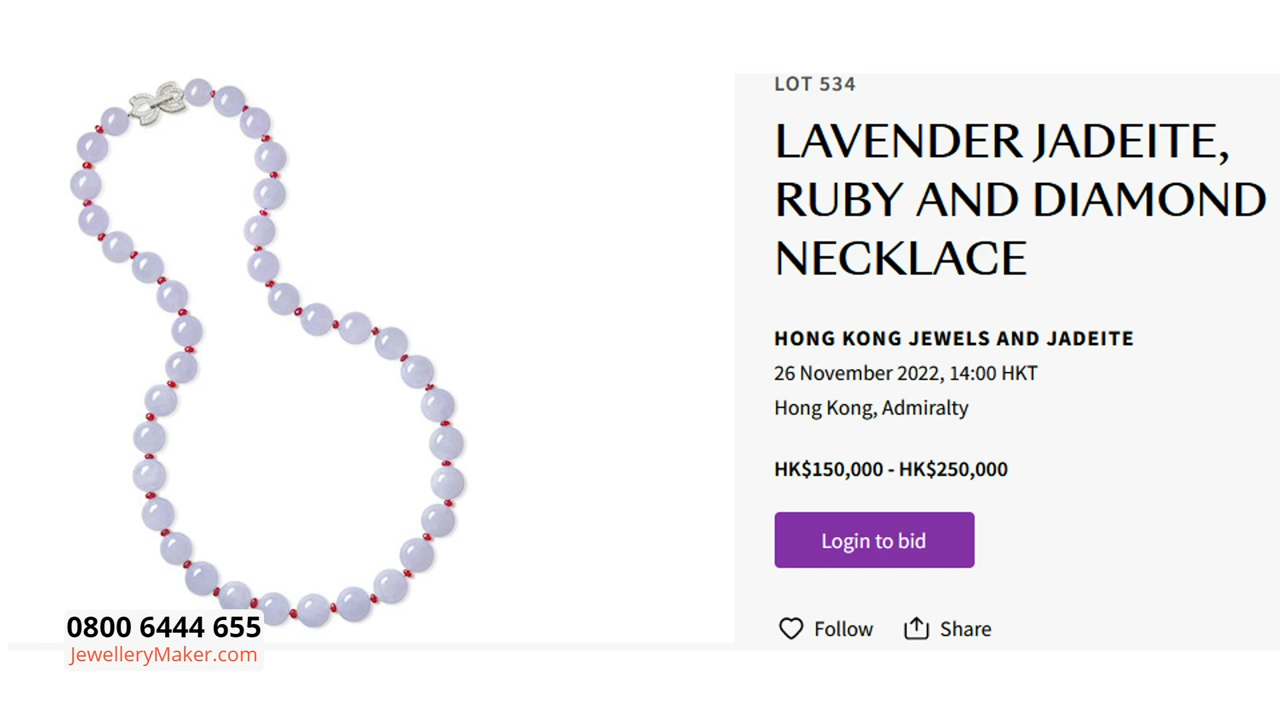 LOT 534
LAVENDER JADEITE,
RUBY AND DIAMOND
NECKLACE
HONG KONG JEWELS AND JADEITE
26 November 2022, 14:00 HKT
Hong Kong, Admiralty
HK$150,000 - HK$250,000
Login to bid
Follow
Share
0800 6444 655
JewelleryMaker.com